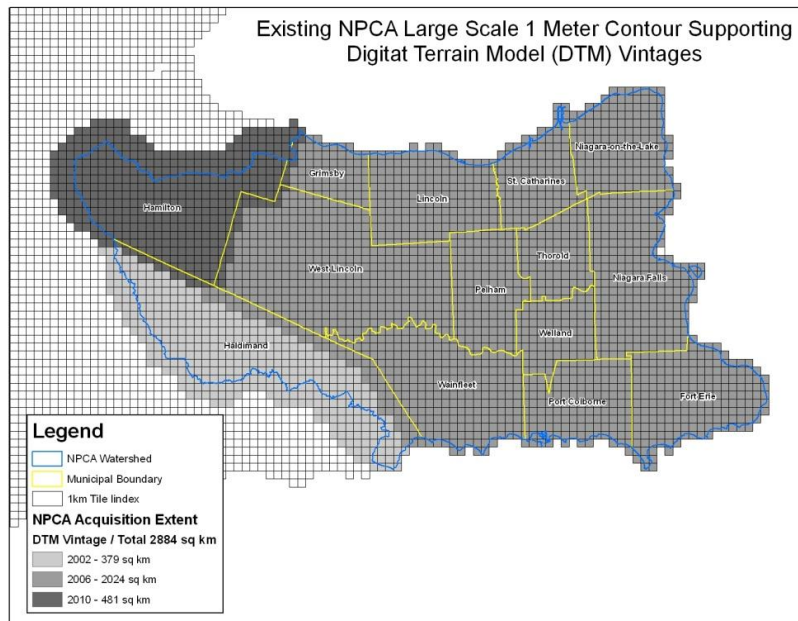 Existing NPCA Large Scale 1 Meter Contour Supporting
Digitat Terrain Model (DTM) Vintages
Niagara-on-the-Lake
Grimsby
St. Catharines
Lincoln
Hamilton
Thorold
West Lincoln
Niagara Falls
Pelham
Welland
Haldimand
Wainfleet
Port Colborne
Fort Erie
Legend
NPCA Watershed
Municipal Boundary
1km Tile Iindex
NPCA Acquisition Extent
DTM Vintage / Total 2884 sq km
2002 - 379 sq km
2006 - 2024 sq km
2010 - 481 sq km